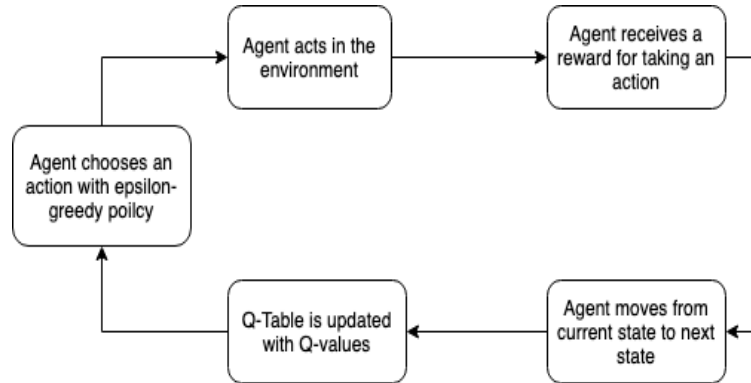 Agent acts in the
environment
Agent receives a
reward for taking an
action
Agent chooses an
action with epsilon-
greedy poilcy
Q-Table is updated
with Q-values
Agent moves from
current state to next
state